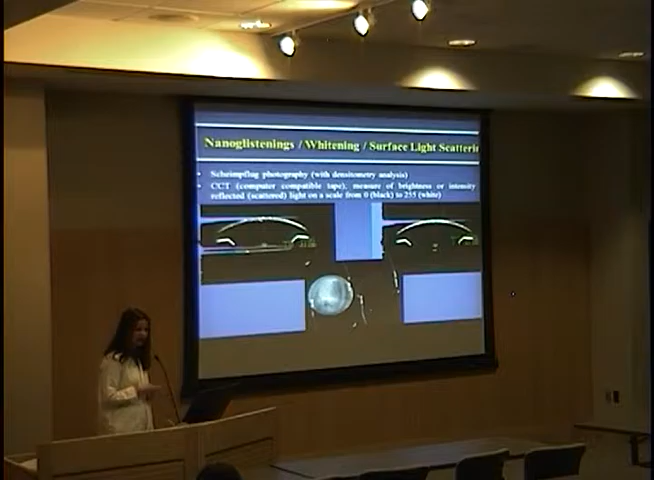 Nanoglistenings / Whitening / Surface Light Scatterin
• Scheimpflug photography (with densitometry analysis)
• CCT (computer compatible tape); measure of brightness or intensity
reflected (scattered) light on a scale from 0 (black) to 255 (white)